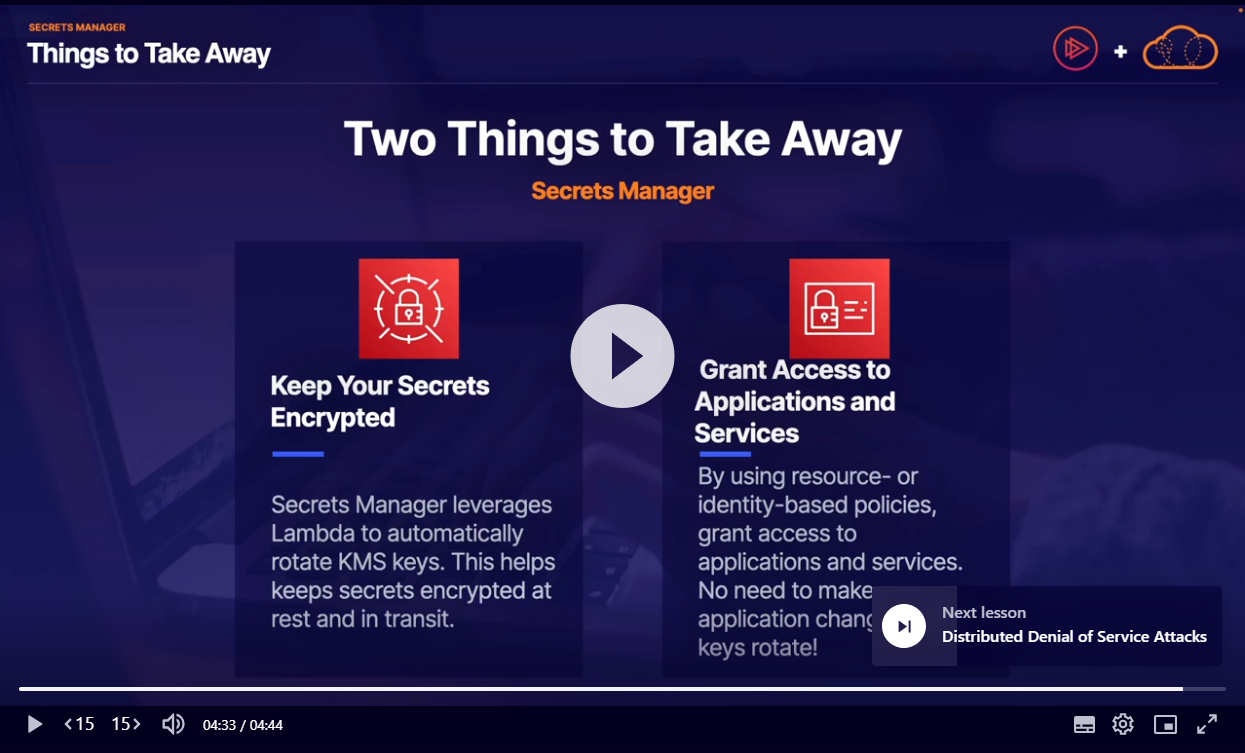 SECRETS MANAGER
Things to Take Away
Two Things to Take Away
Secrets Manager
Keep Your Secrets
Encrypted
Secrets Manager leverages
Lambda to automatically
rotate KMS keys. This helps
keeps secrets encrypted at
rest and in transit.
Grant Access to
Applications and
Services
By using resource- or
identity-based policies,
grant access to
applications and services.
No need to make
application
keys rotate!
Next lesson
Distributed Denial of Service Attacks
15
15
04:33 / 04:44